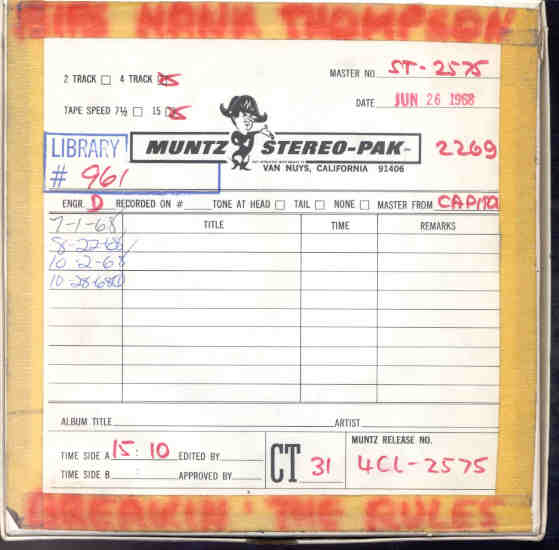 HANK THOMPSON
2 TRACK 4 TRACK
MASTER NO. ST-2575
TAPE SPEED 7½ 15
DATE JUN 26 1968
LIBRARY
# 961
MUNTZ STEREO-PAK
2269
VAN NUYS, CALIFORNIA 91406
ENGR. D RECORDED ON # TONE AT HEAD TAIL NONE MASTER FROM CAPITOL
TITLE TIME REMARKS
7-1-68
8-22-68
10-2-68
10-28-68
ALBUM TITLE ARTIST
TIME SIDE A 15:10 EDITED BY
TIME SIDE B APPROVED BY
CT 31
MUNTZ RELEASE NO.
4CL-2575
BREAKIN' THE RULES